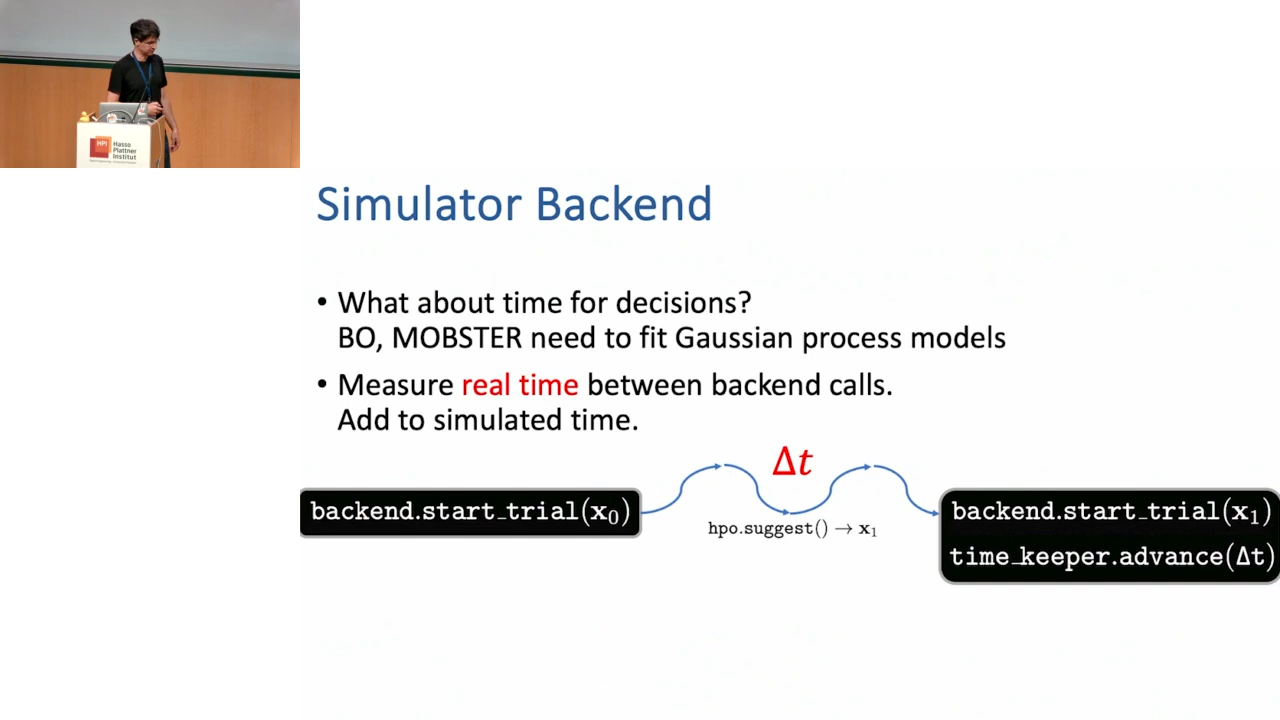 HPI
Hasso
Plattner
Institut
Simulator Backend
• What about time for decisions?
BO, MOBSTER need to fit Gaussian process models
• Measure real time between backend calls.
Add to simulated time.
Δt
backend.start_trial(x₀)
hpo.suggest() → x₁
backend.start_trial(x₁)
time_keeper.advance(Δt)